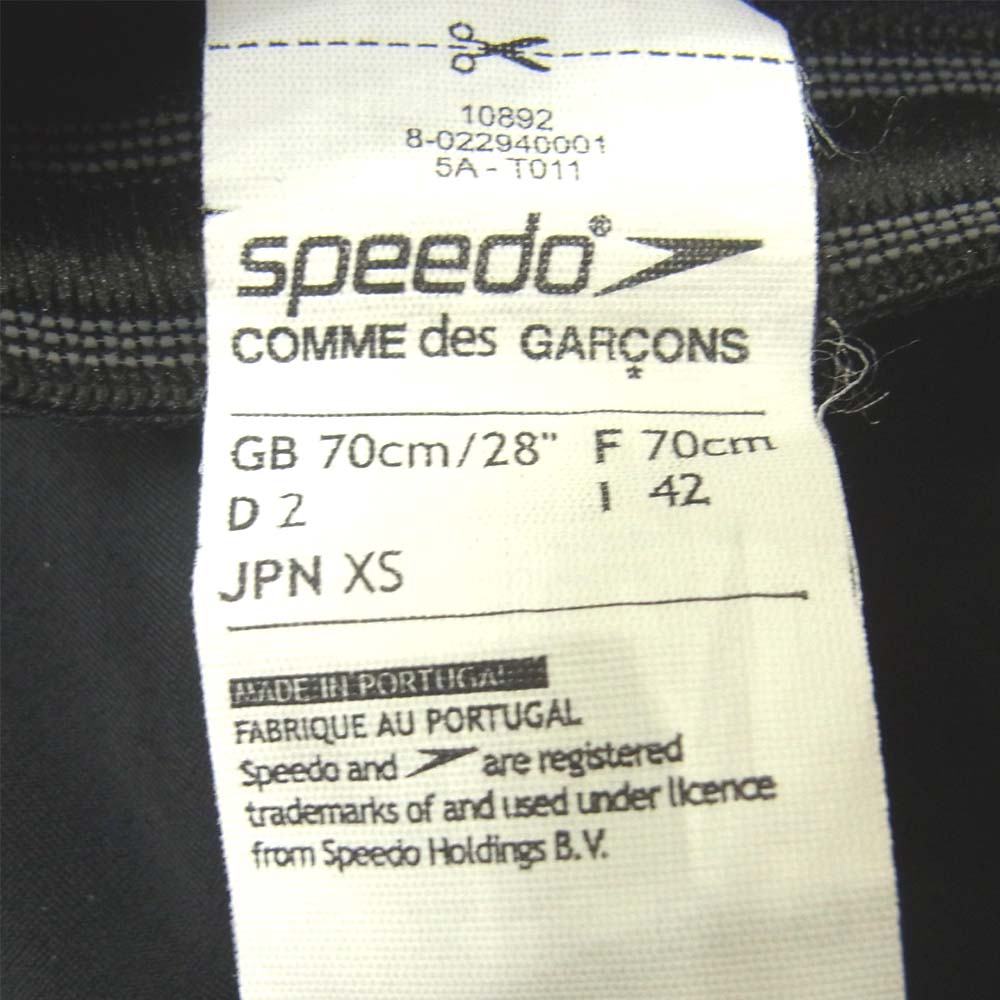 10892
8-022940001
5A - T011
speedo®
COMME des GARÇONS
GB 70cm/28" F 70cm
D 2 I 42
JPN XS
MADE IN PORTUGAL
FABRIQUE AU PORTUGAL
Speedo and are registered
trademarks of and used under licence
from Speedo Holdings B.V.